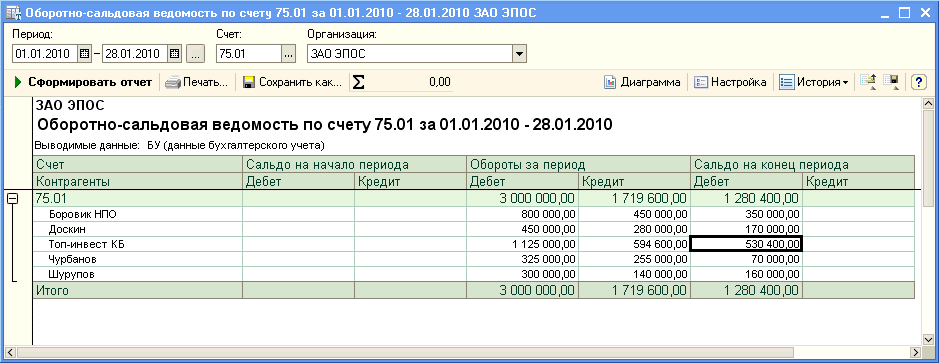 Оборотно-сальдовая ведомость по счету 75.01 за 01.01.2010 - 28.01.2010 ЗАО ЭПОС
Период: Счет: Организация:
01.01.2010 – 28.01.2010 ... 75.01 ... ЗАО ЭПОС
Сформировать отчет Печать... Сохранить как... Σ 0,00 Диаграмма Настройка История ?
ЗАО ЭПОС
Оборотно-сальдовая ведомость по счету 75.01 за 01.01.2010 - 28.01.2010
Выводимые данные: БУ (данные бухгалтерского учета)
Счет Сальдо на начало периода Обороты за период Сальдо на конец периода
Контрагенты Дебет Кредит Дебет Кредит Дебет Кредит
75.01 3 000 000,00 1 719 600,00 1 280 400,00
Боровик НПО 800 000,00 450 000,00 350 000,00
Доскин 450 000,00 280 000,00 170 000,00
Топ-инвест КБ 1 125 000,00 594 600,00 530 400,00
Чурбанов 325 000,00 255 000,00 70 000,00
Шурупов 300 000,00 140 000,00 160 000,00
Итого 3 000 000,00 1 719 600,00 1 280 400,00